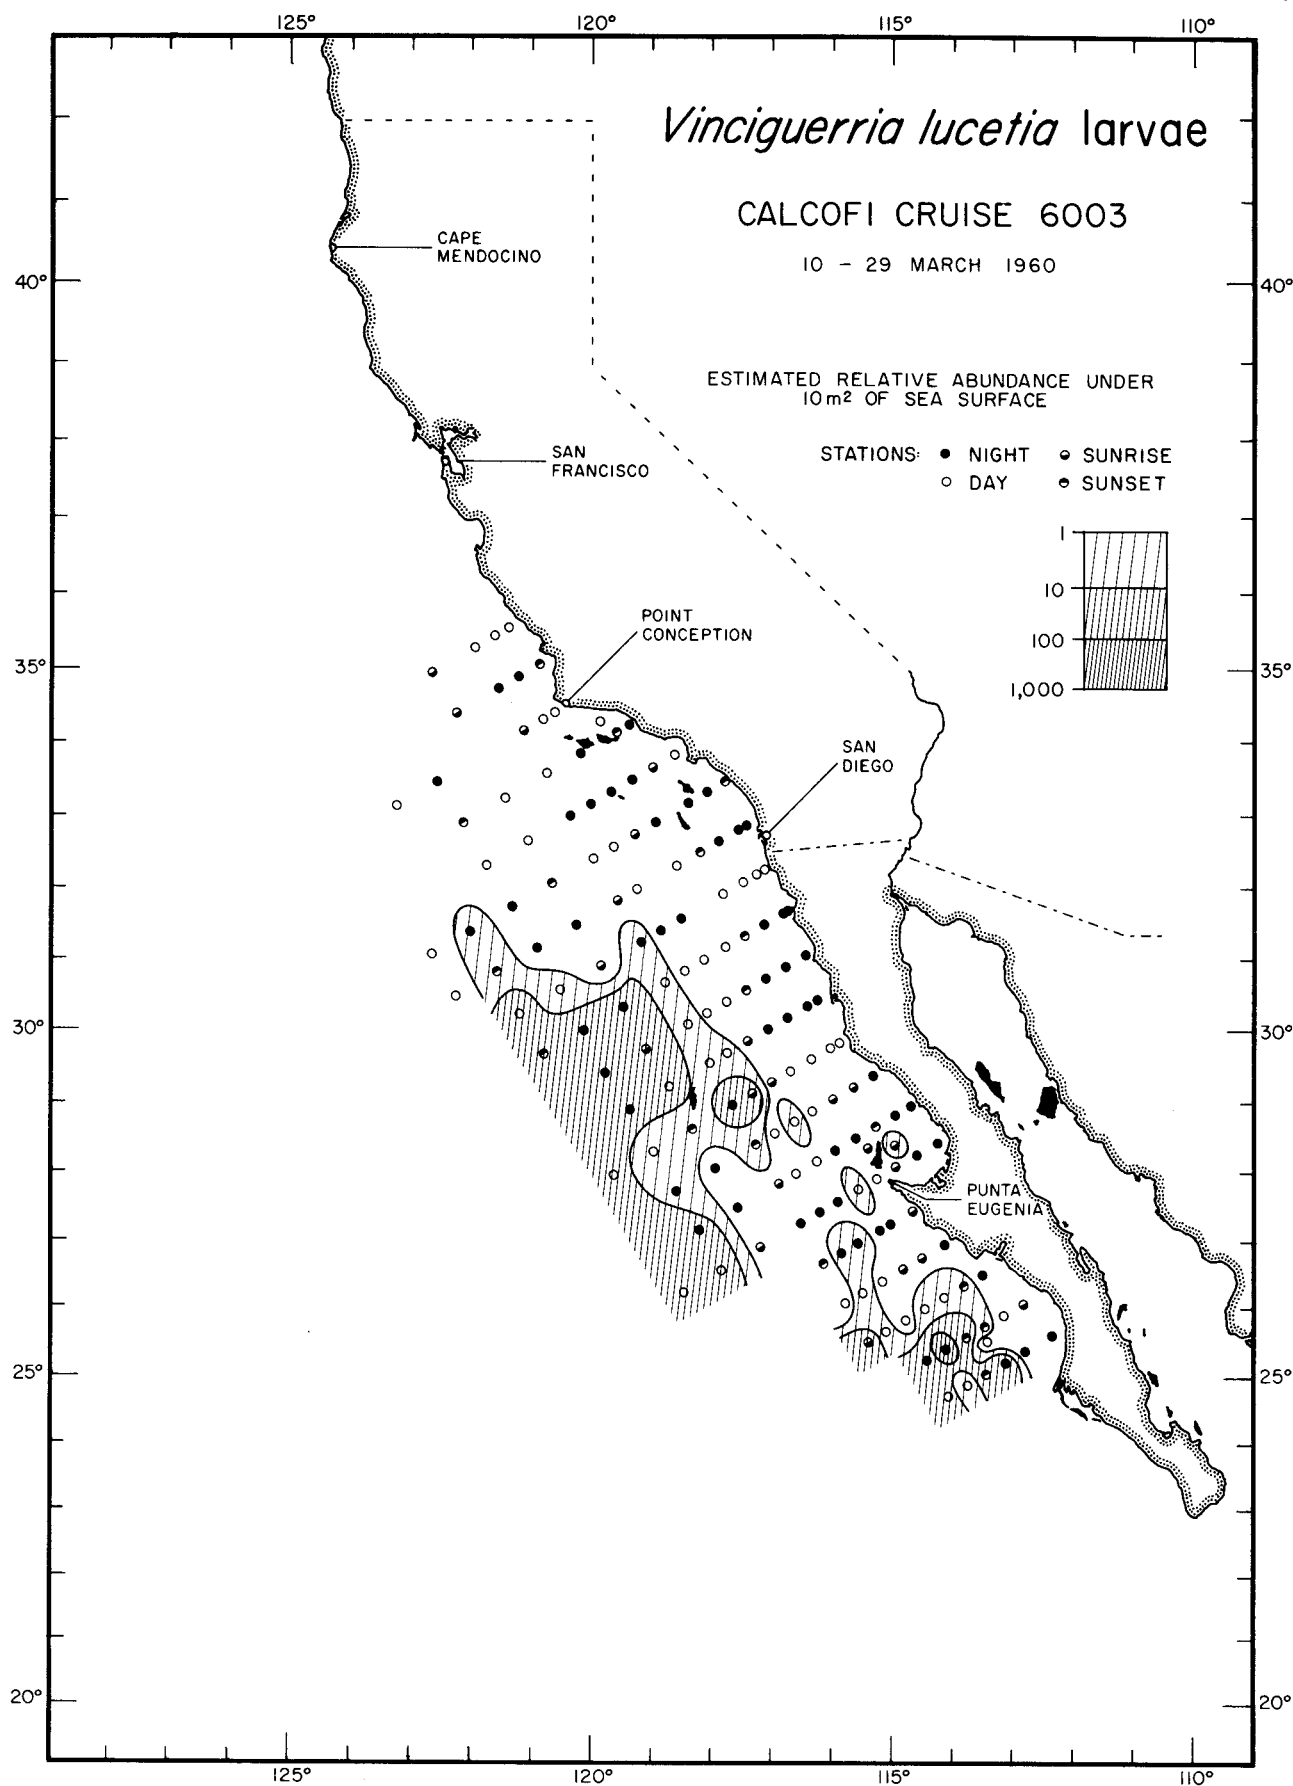 125° 120° 115° 110°
Vinciguerria lucetia larvae
CALCOFI CRUISE 6003
10 – 29 MARCH 1960
CAPE
MENDOCINO
40° 40°
ESTIMATED RELATIVE ABUNDANCE UNDER
10m² OF SEA SURFACE
STATIONS: NIGHT SUNRISE
DAY SUNSET
SAN
FRANCISCO
1
10
100
1,000
POINT
CONCEPTION
35° 35°
SAN
DIEGO
30° 30°
PUNTA
EUGENIA
25° 25°
20° 20°
125° 120° 115° 110°